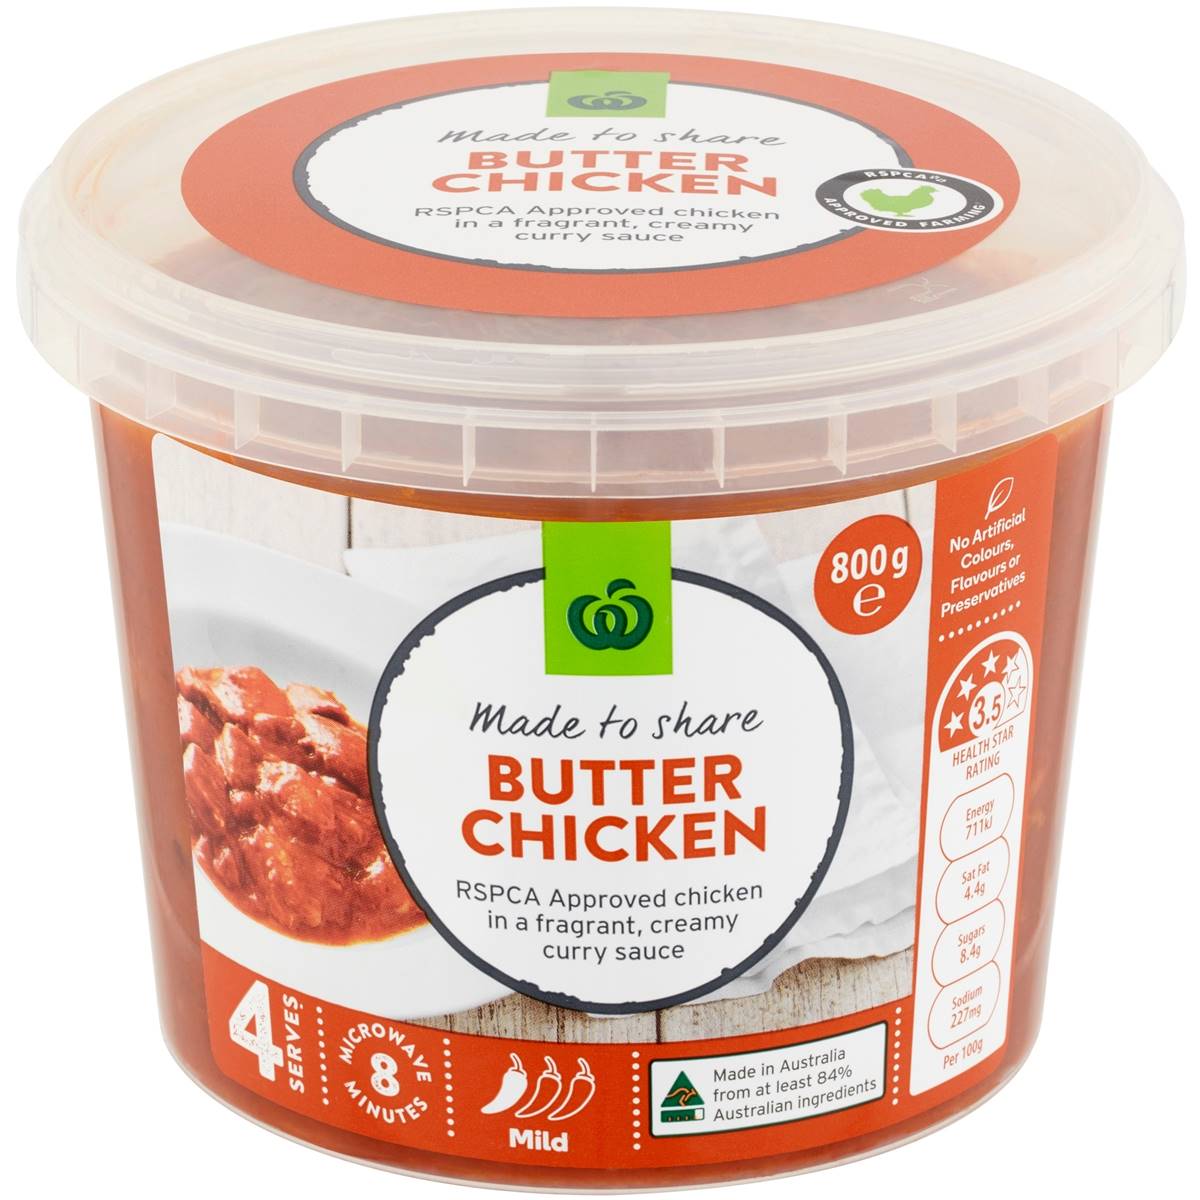 Made to share
BUTTER
CHICKEN
RSPCA Approved chicken
in a fragrant, creamy
curry sauce
RSPCA
APPROVED FARMING
800g
e
No Artificial
Colours,
Flavours or
Preservatives
Made to share
BUTTER
CHICKEN
RSPCA Approved chicken
in a fragrant, creamy
curry sauce
3.5
HEALTH STAR
RATING
Energy
711kJ
Sat Fat
4.4g
Sugars
8.4g
Sodium
227mg
Per 100g
4
SERVES
MICROWAVE
8
MINUTES
Mild
Made in Australia
from at least 84%
Australian ingredients